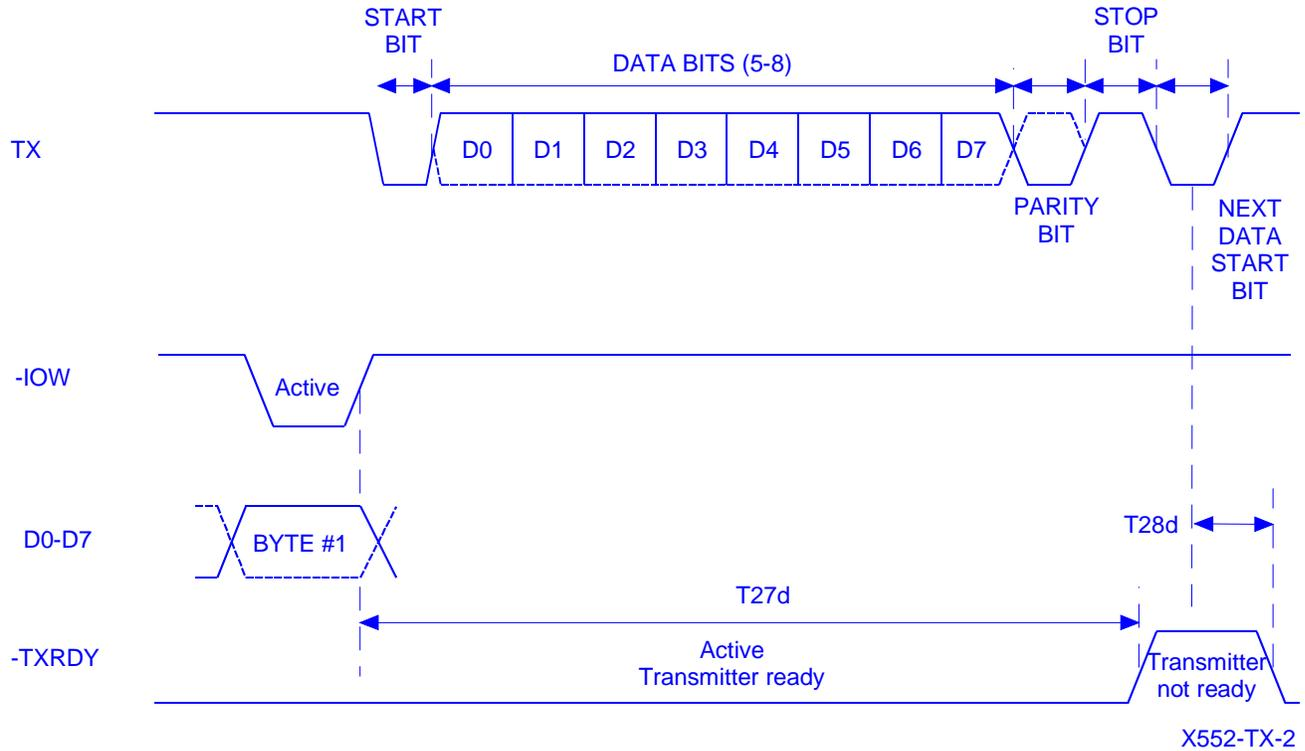 START
BIT
STOP
BIT
DATA BITS (5-8)
TX
D0 D1 D2 D3 D4 D5 D6 D7
PARITY
BIT
NEXT
DATA
START
BIT
-IOW
Active
D0-D7
BYTE #1
T28d
T27d
-TXRDY
Active
Transmitter ready
Transmitter
not ready
X552-TX-2